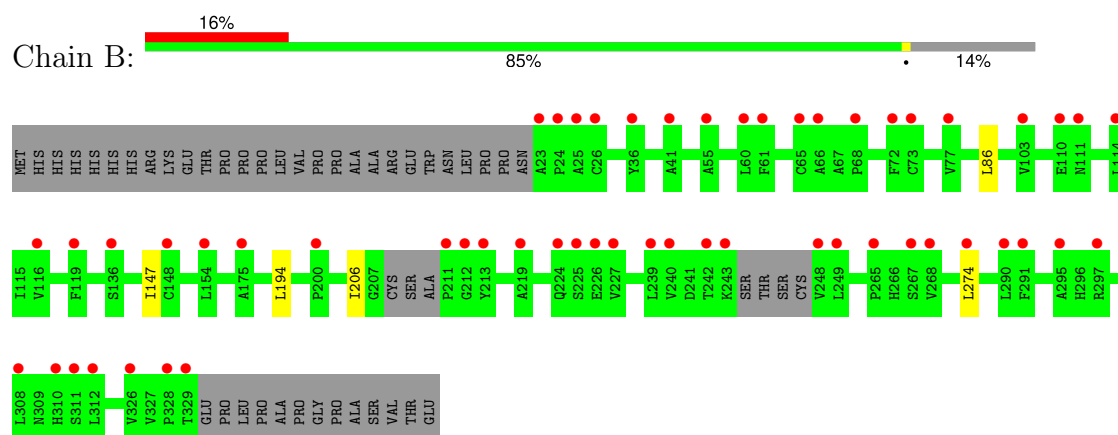 16%
Chain B:
85% • 14%
MET HIS HIS HIS HIS HIS HIS ARG LYS GLU THR PRO PRO PRO LEU VAL PRO PRO ALA ALA ARG GLU TRP ASN LEU PRO PRO ASN A23 P24 A25 C26 Y36 A41 A55 L60 F61 C65 A66 A67 P68 F72 C73 V77 L86 V103 E110 N111 L114
I115 V116 F119 S136 I147 C148 L154 A175 L194 P200 I206 G207 CYS SER ALA P211 G212 Y213 A219 Q224 S225 E226 V227 L239 V240 D241 T242 K243 SER THR SER CYS V248 L249 P265 H266 S267 V268 L274 L290 F291 A295 H296 R297
L308 N309 H310 S311 L312 V326 V327 P328 T329 GLU PRO LEU PRO ALA PRO GLY PRO ALA SER VAL THR GLU